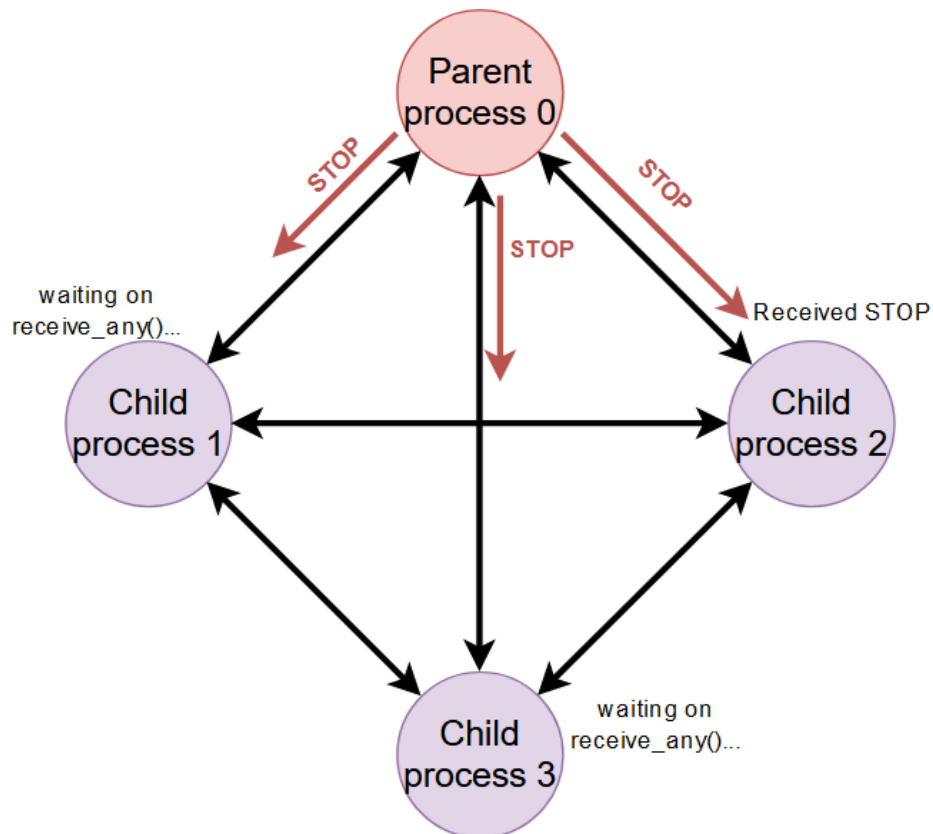 Parent
process 0
STOP
STOP
STOP
waiting on
receive_any()...
Received STOP
Child
process 1
Child
process 2
Child
process 3
waiting on
receive_any()...